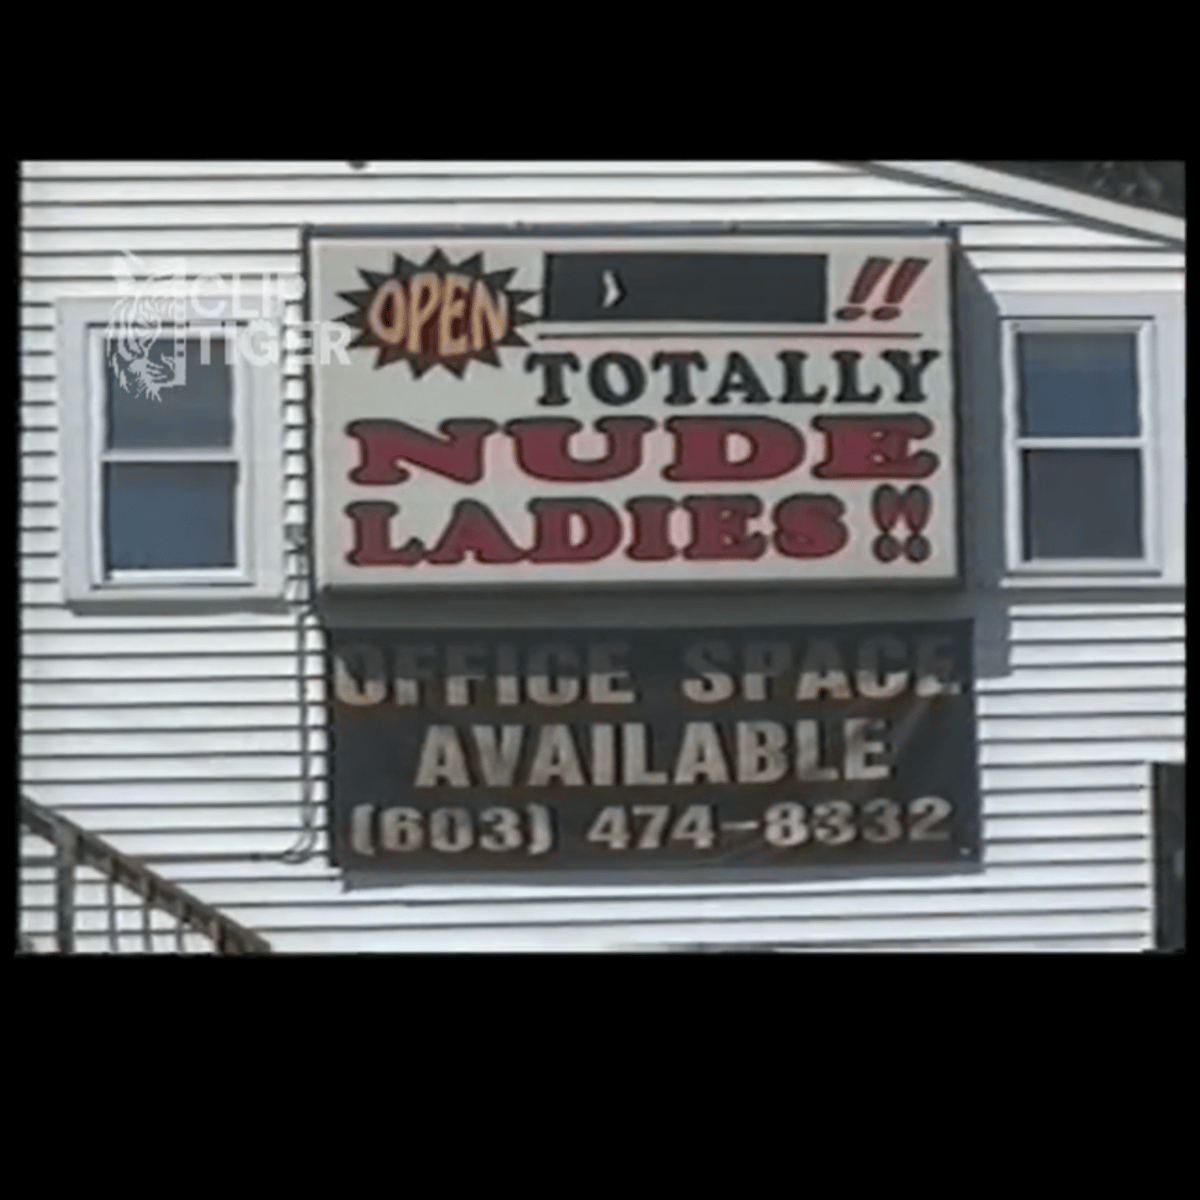 CLIP
TIGER
OPEN !!
TOTALLY
NUDE
LADIES!!
OFFICE SPACE
AVAILABLE
(603) 474-8332